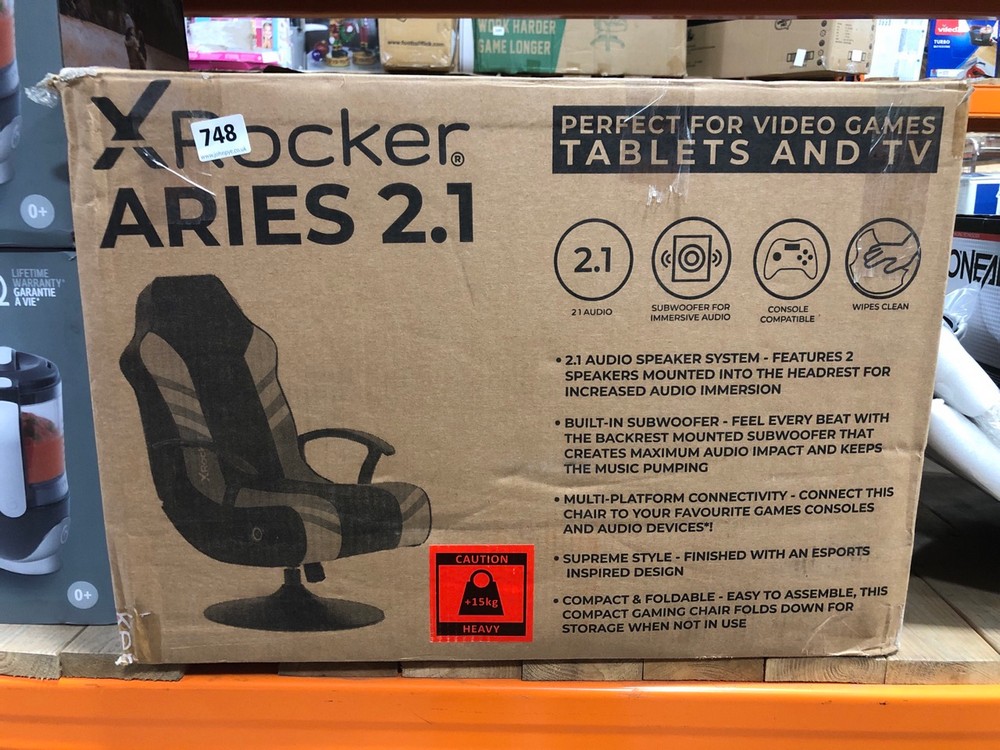 WORK HARDER
GAME LONGER
X Rocker®
748
ARIES 2.1
PERFECT FOR VIDEO GAMES
TABLETS AND TV
2.1
2 1 AUDIO
SUBWOOFER FOR
IMMERSIVE AUDIO
CONSOLE
COMPATIBLE
WIPES CLEAN
• 2.1 AUDIO SPEAKER SYSTEM - FEATURES 2
SPEAKERS MOUNTED INTO THE HEADREST FOR
INCREASED AUDIO IMMERSION
• BUILT-IN SUBWOOFER - FEEL EVERY BEAT WITH
THE BACKREST MOUNTED SUBWOOFER THAT
CREATES MAXIMUM AUDIO IMPACT AND KEEPS
THE MUSIC PUMPING
• MULTI-PLATFORM CONNECTIVITY - CONNECT THIS
CHAIR TO YOUR FAVOURITE GAMES CONSOLES
AND AUDIO DEVICES*!
• SUPREME STYLE - FINISHED WITH AN ESPORTS
INSPIRED DESIGN
• COMPACT & FOLDABLE - EASY TO ASSEMBLE, THIS
COMPACT GAMING CHAIR FOLDS DOWN FOR
STORAGE WHEN NOT IN USE
CAUTION
+15kg
HEAVY
0+
LIFETIME
WARRANTY*
GARANTIE
À VIE*
0+
TURBO